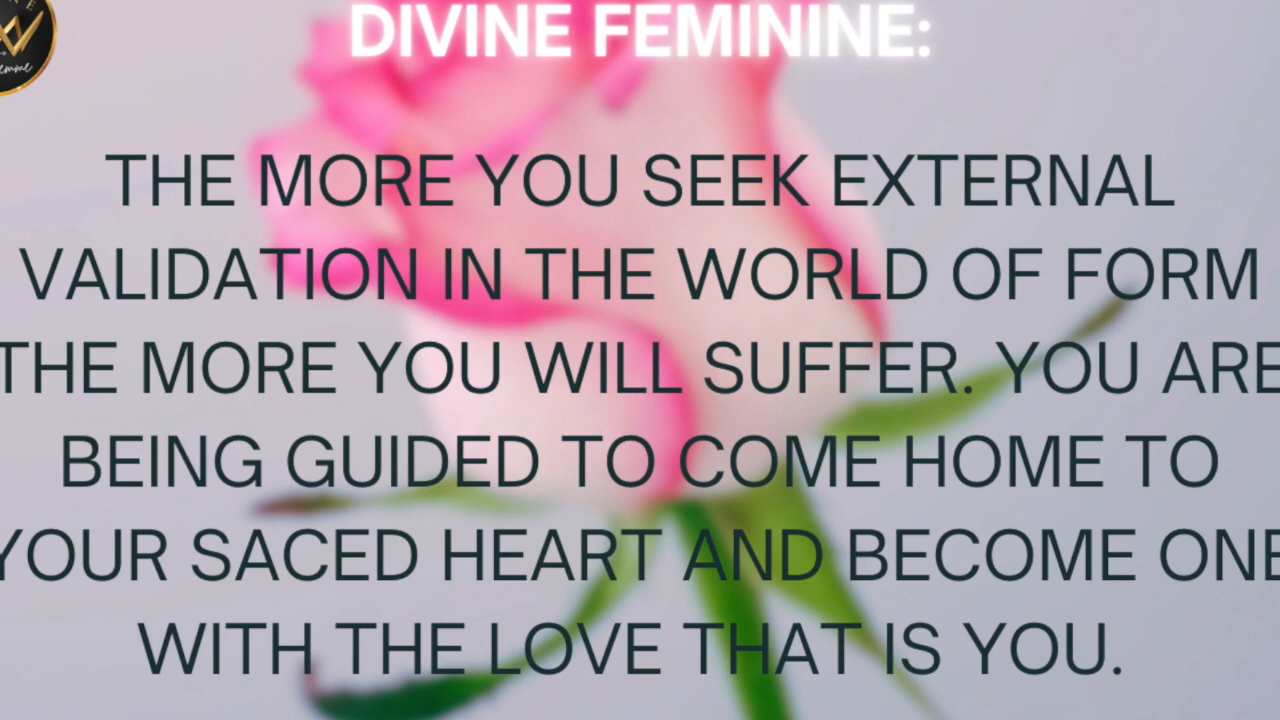 DIVINE FEMININE:
THE MORE YOU SEEK EXTERNAL
VALIDATION IN THE WORLD OF FORM
THE MORE YOU WILL SUFFER. YOU ARE
BEING GUIDED TO COME HOME TO
YOUR SACED HEART AND BECOME ONE
WITH THE LOVE THAT IS YOU.